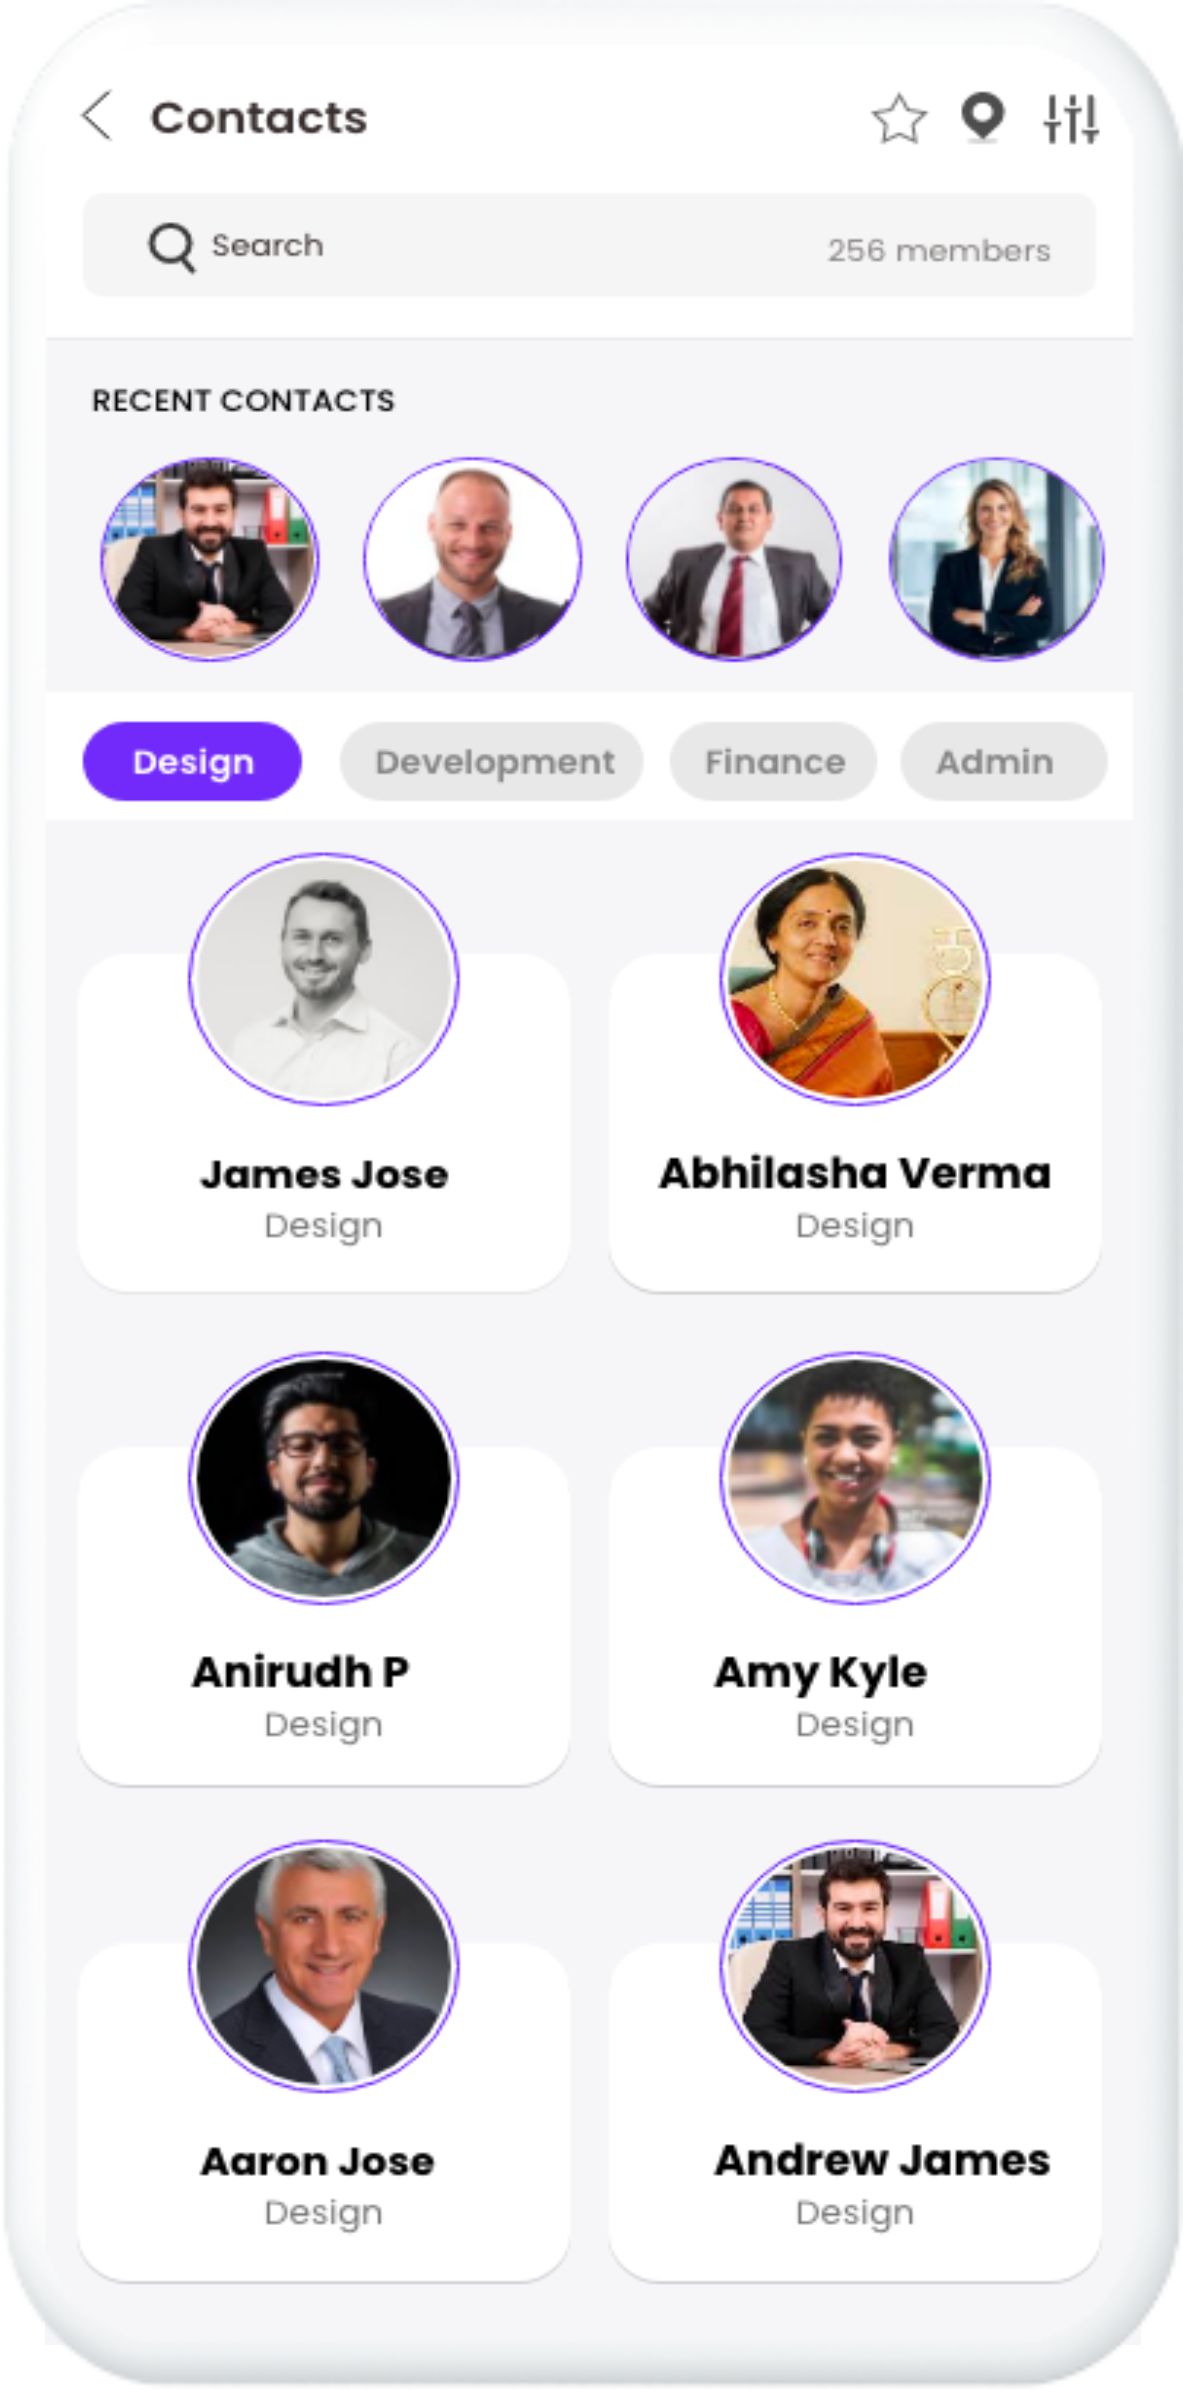 Contacts
Search
256 members
RECENT CONTACTS
Design
Development
Finance
Admin
James Jose
Design
Abhilasha Verma
Design
Anirudh P
Design
Amy Kyle
Design
Aaron Jose
Design
Andrew James
Design